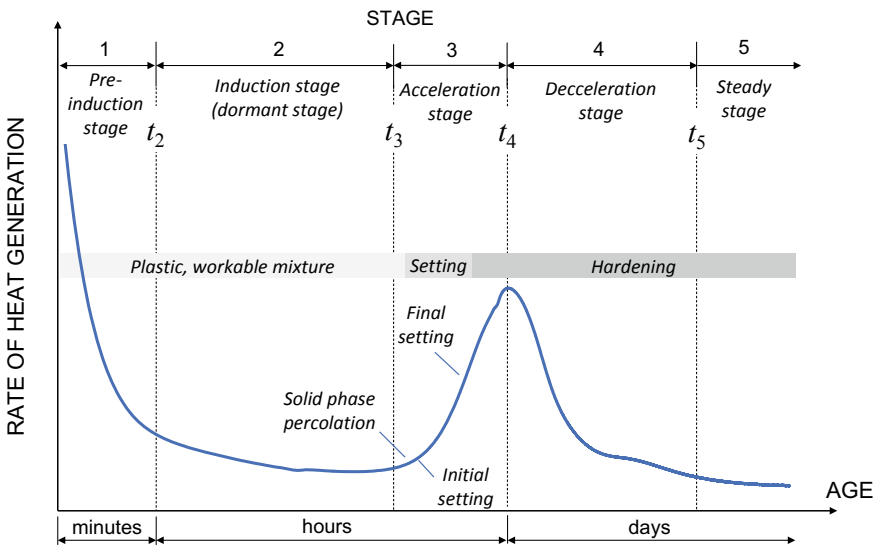 STAGE
1
2
3
4
5
Pre-
induction
stage
Induction stage
(dormant stage)
Acceleration
stage
Decceleration
stage
Steady
stage
t2
t3
t4
t5
RATE OF HEAT GENERATION
Plastic, workable mixture
Setting
Hardening
Final
setting
Solid phase
percolation
Initial
setting
AGE
minutes
hours
days